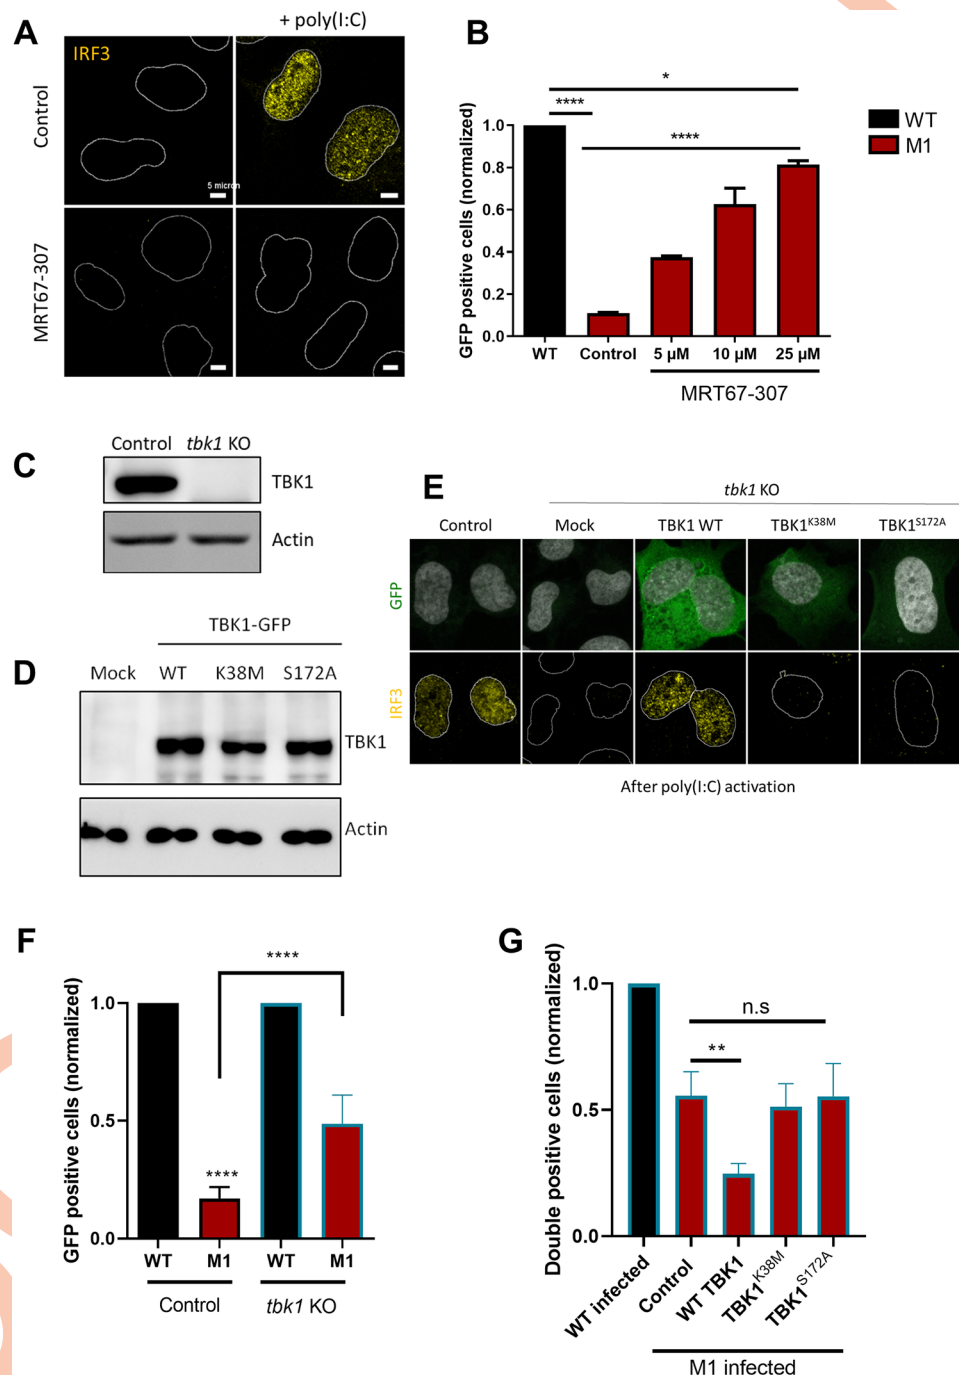 A
+ poly(I:C)
IRF3
Control
5 micron
MRT67-307
B
*
****
****
WT
M1
GFP positive cells (normalized)
1.0
0.8
0.6
0.4
0.2
0.0
WT Control 5 µM 10 µM 25 µM
MRT67-307
C
Control tbk1 KO
TBK1
Actin
D
TBK1-GFP
Mock WT K38M S172A
TBK1
Actin
E
tbk1 KO
Control Mock TBK1 WT TBK1K38M TBK1S172A
GFP
IRF3
After poly(I:C) activation
F
****
GFP positive cells (normalized)
1.0
0.5
0.0
****
WT M1 WT M1
Control tbk1 KO
G
Double positive cells (normalized)
1.0
0.5
0.0
n.s
**
WT infected
Control
WT TBK1
TBK1K38M
TBK1S172A
M1 infected